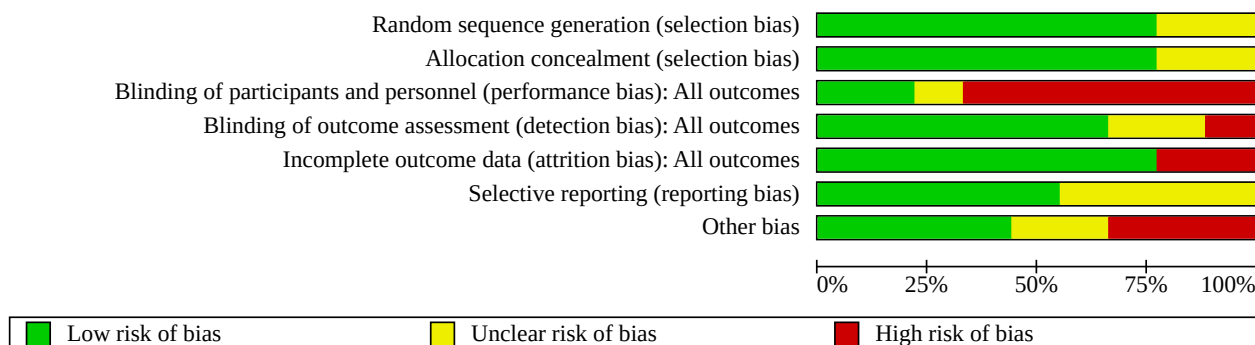 Random sequence generation (selection bias)
Allocation concealment (selection bias)
Blinding of participants and personnel (performance bias): All outcomes
Blinding of outcome assessment (detection bias): All outcomes
Incomplete outcome data (attrition bias): All outcomes
Selective reporting (reporting bias)
Other bias
0% 25% 50% 75% 100%
Low risk of bias Unclear risk of bias High risk of bias